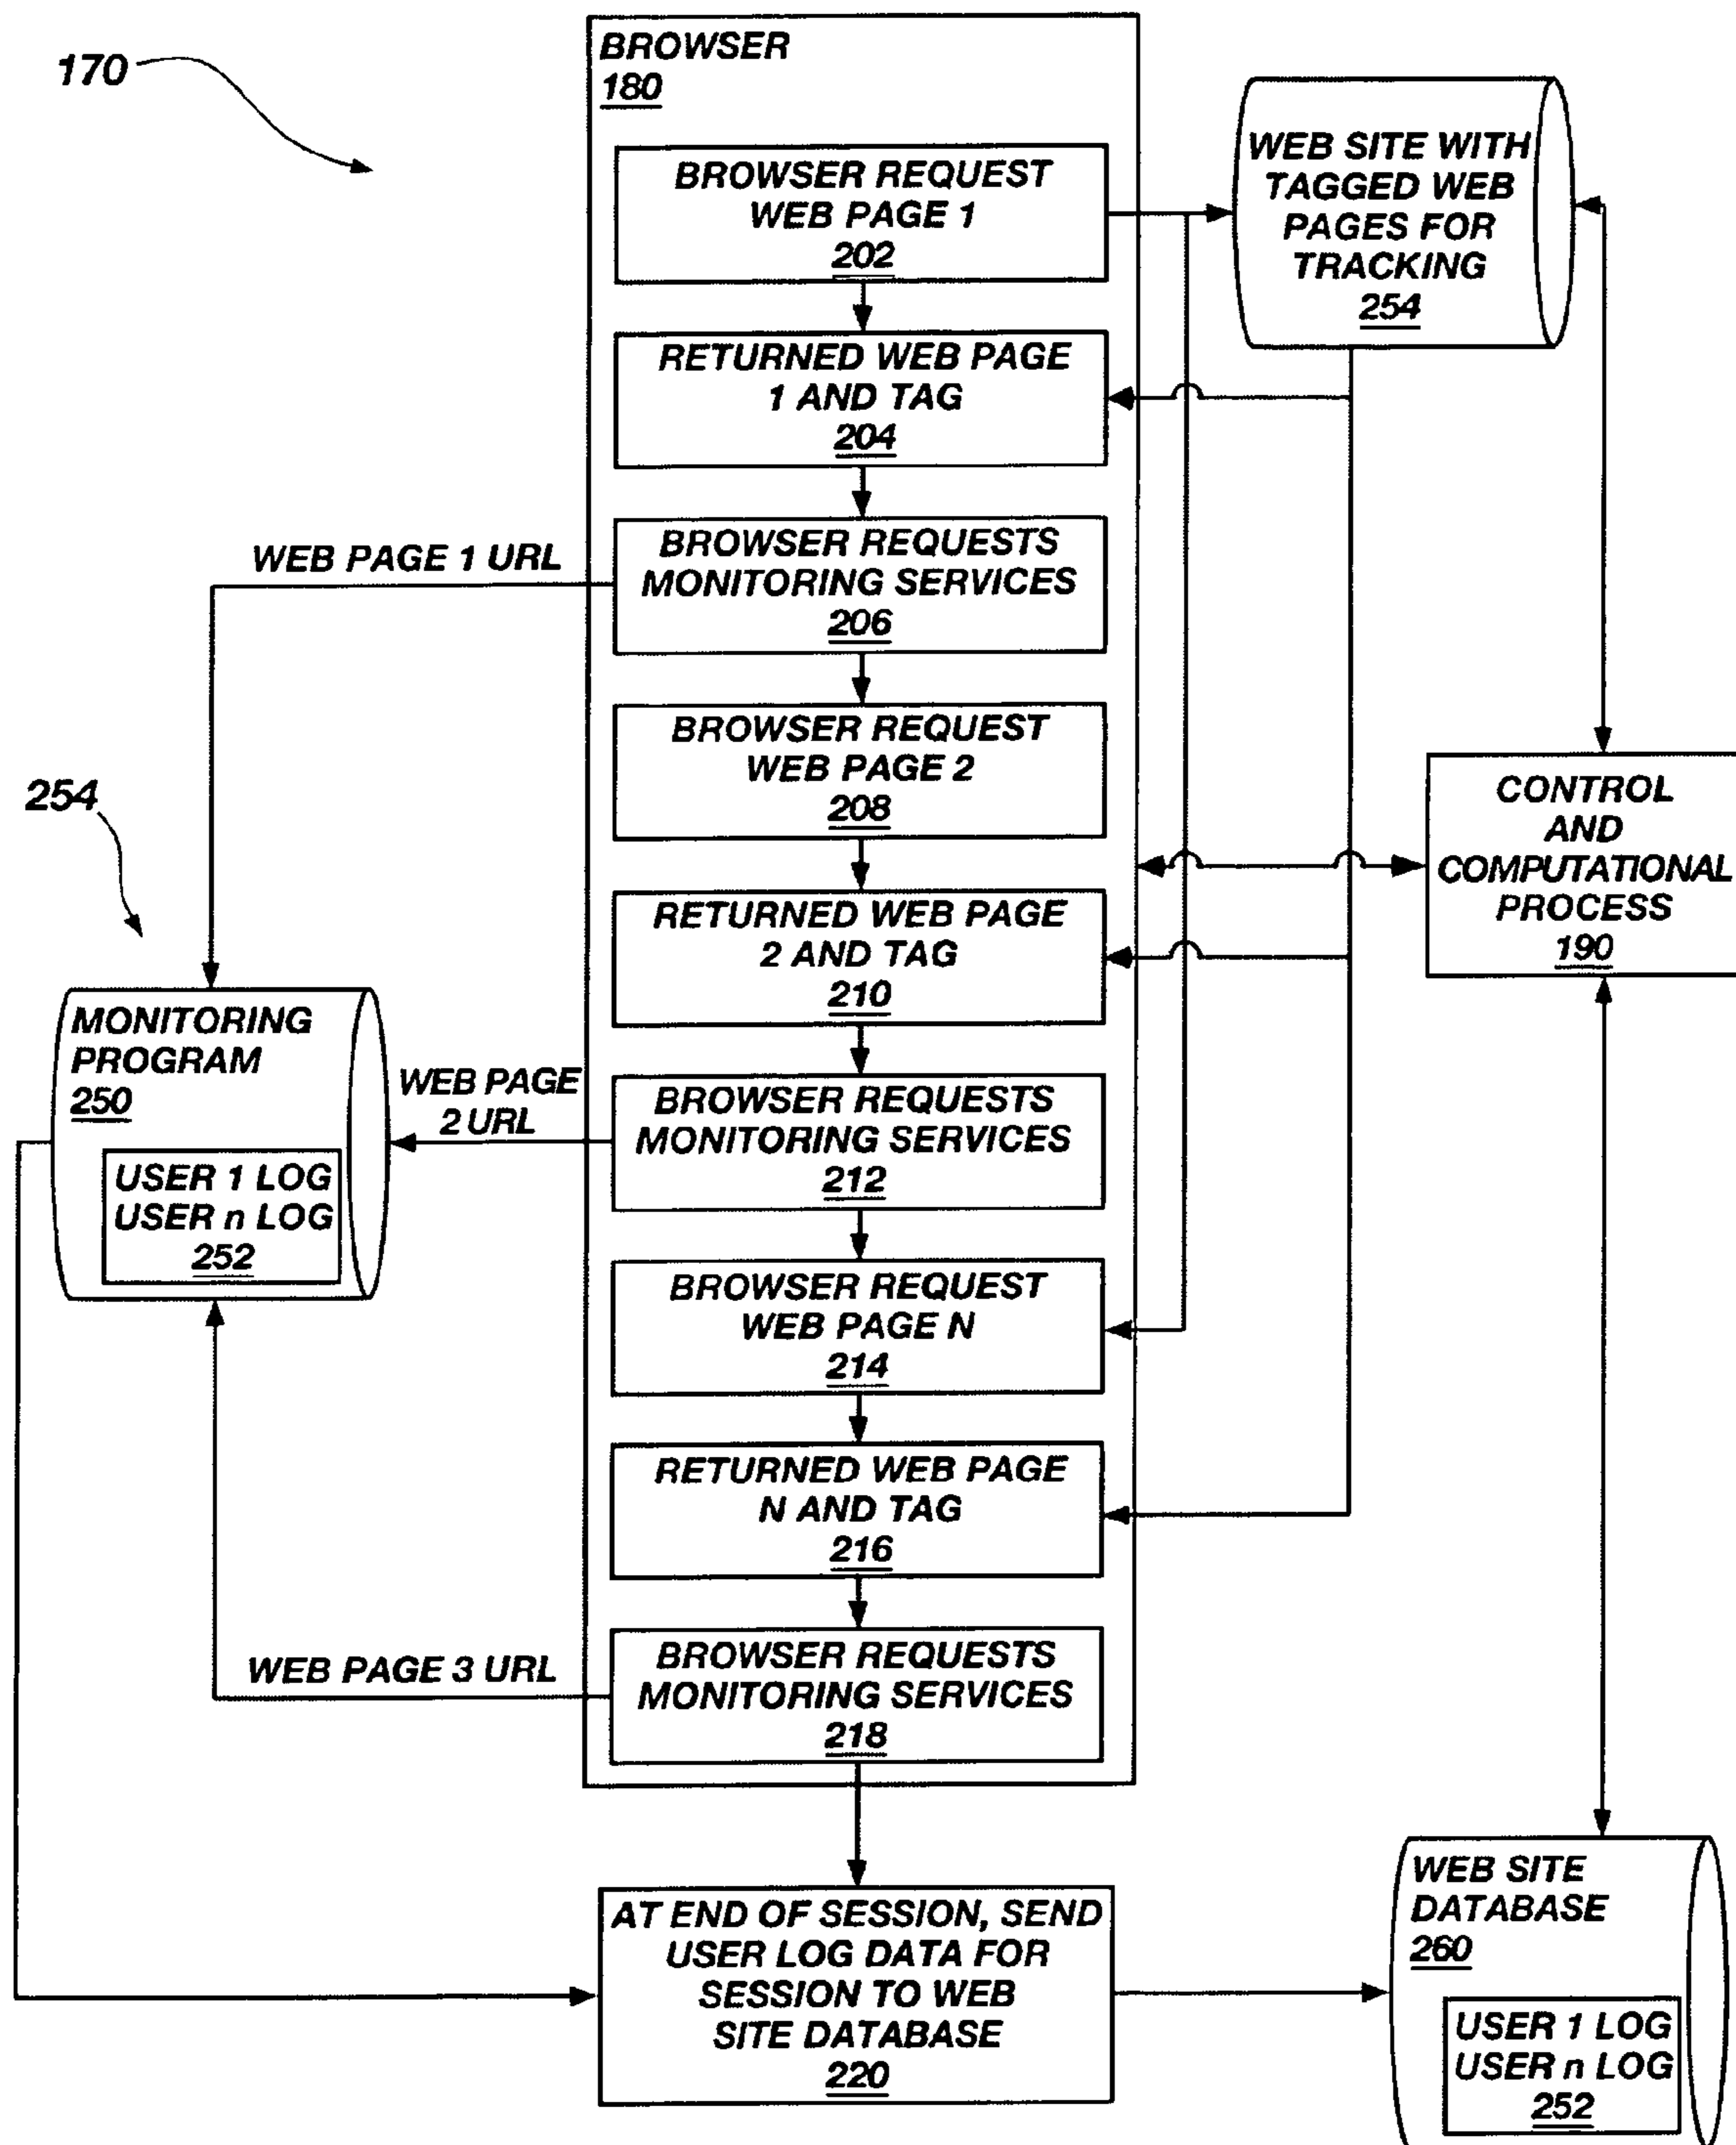 170
BROWSER
180
BROWSER REQUEST
WEB PAGE 1
202
WEB SITE WITH
TAGGED WEB
PAGES FOR
TRACKING
254
RETURNED WEB PAGE
1 AND TAG
204
WEB PAGE 1 URL
BROWSER REQUESTS
MONITORING SERVICES
206
BROWSER REQUEST
WEB PAGE 2
208
254
CONTROL
AND
COMPUTATIONAL
PROCESS
190
RETURNED WEB PAGE
2 AND TAG
210
MONITORING
PROGRAM
250
USER 1 LOG
USER n LOG
252
WEB PAGE
2 URL
BROWSER REQUESTS
MONITORING SERVICES
212
BROWSER REQUEST
WEB PAGE N
214
RETURNED WEB PAGE
N AND TAG
216
WEB PAGE 3 URL
BROWSER REQUESTS
MONITORING SERVICES
218
AT END OF SESSION, SEND
USER LOG DATA FOR
SESSION TO WEB
SITE DATABASE
220
WEB SITE
DATABASE
260
USER 1 LOG
USER n LOG
252